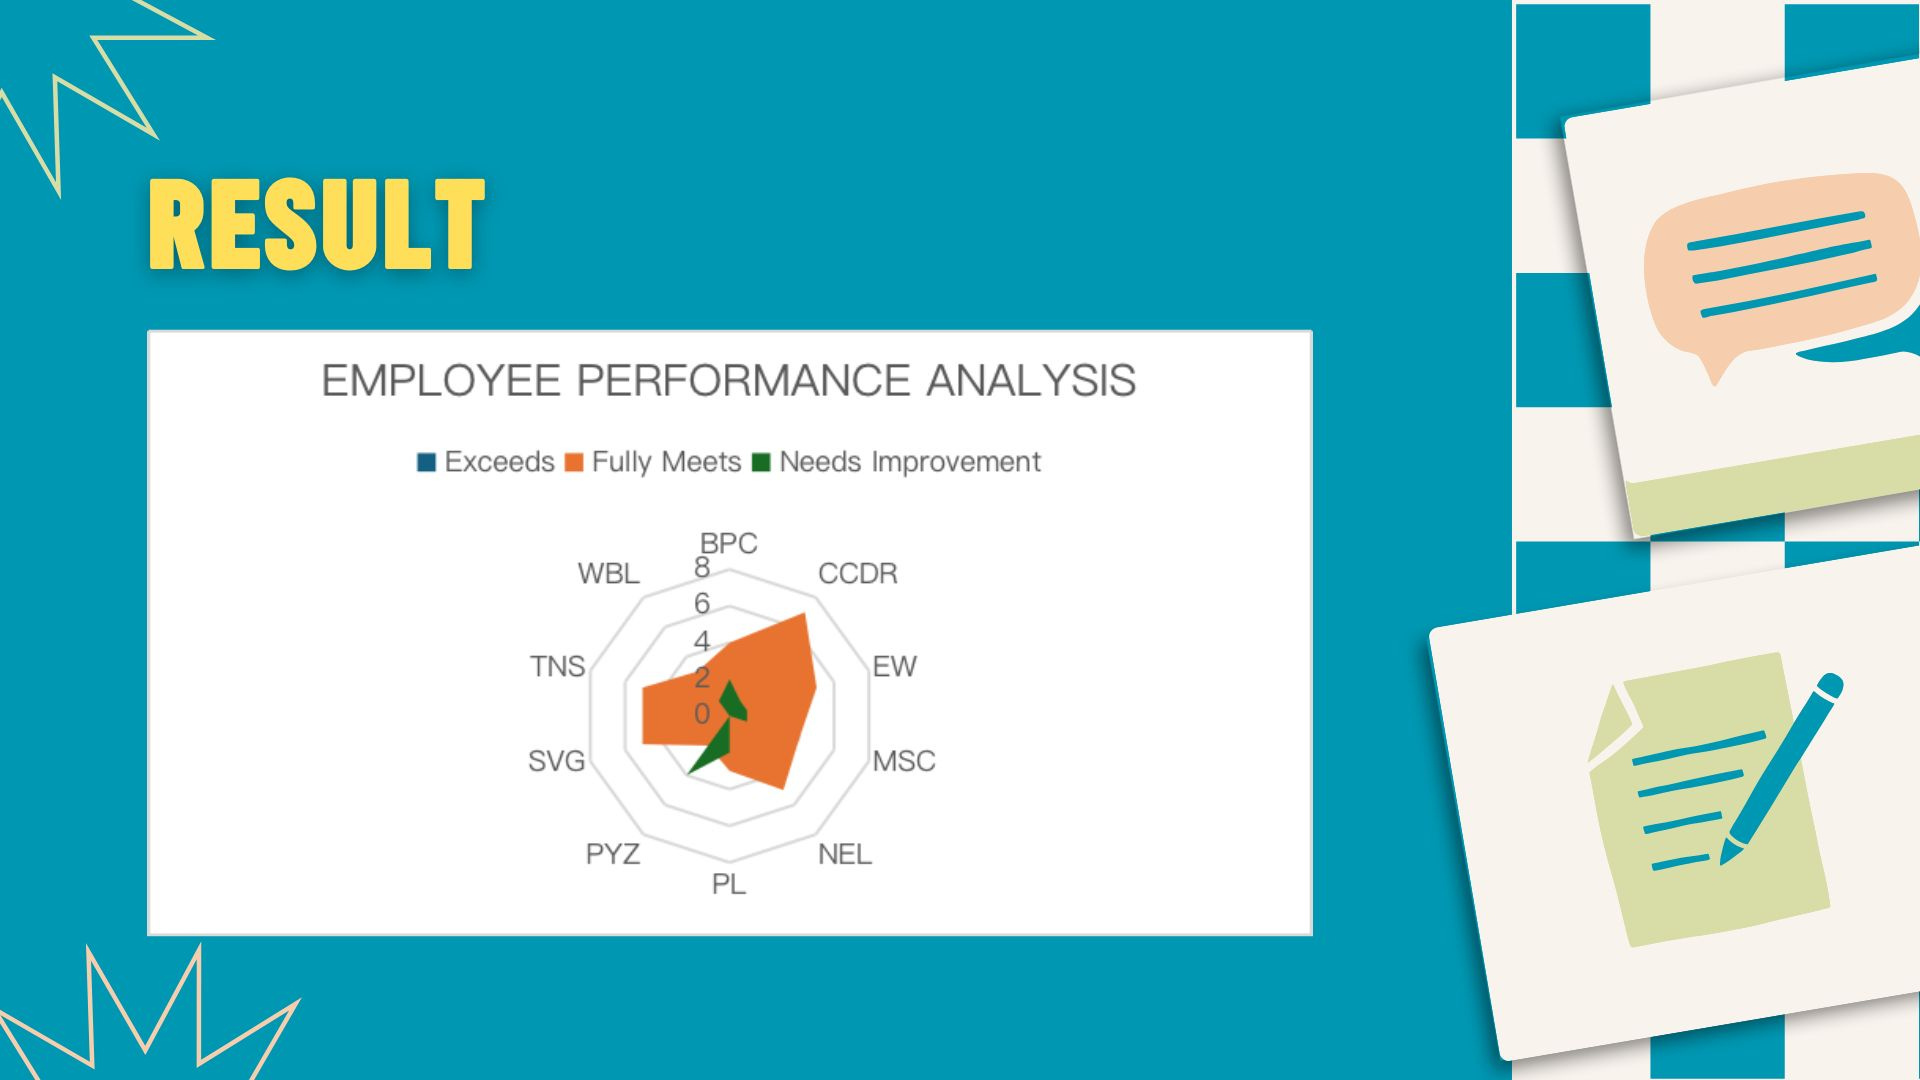 RESULT
EMPLOYEE PERFORMANCE ANALYSIS
Exceeds Fully Meets Needs Improvement
BPC
WBL 8 CCDR
6
4
TNS EW
2
0
SVG MSC
PYZ NEL
PL